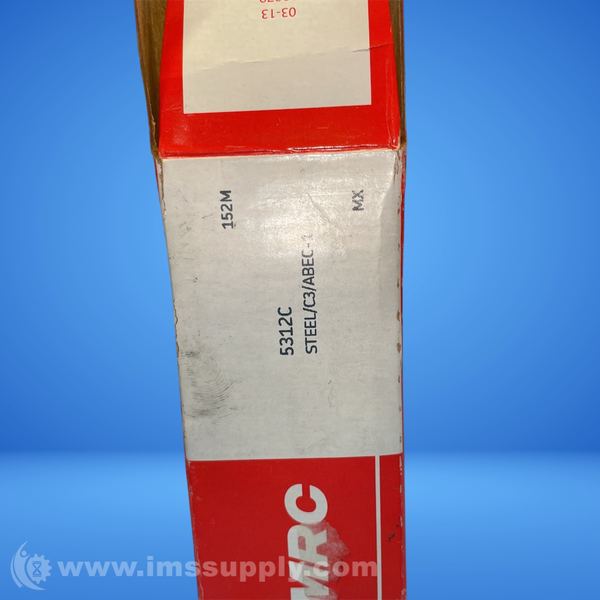 03-13
152M
MX
5312C
STEEL/C3/ABEC-1
MRC
www.imssupply.com